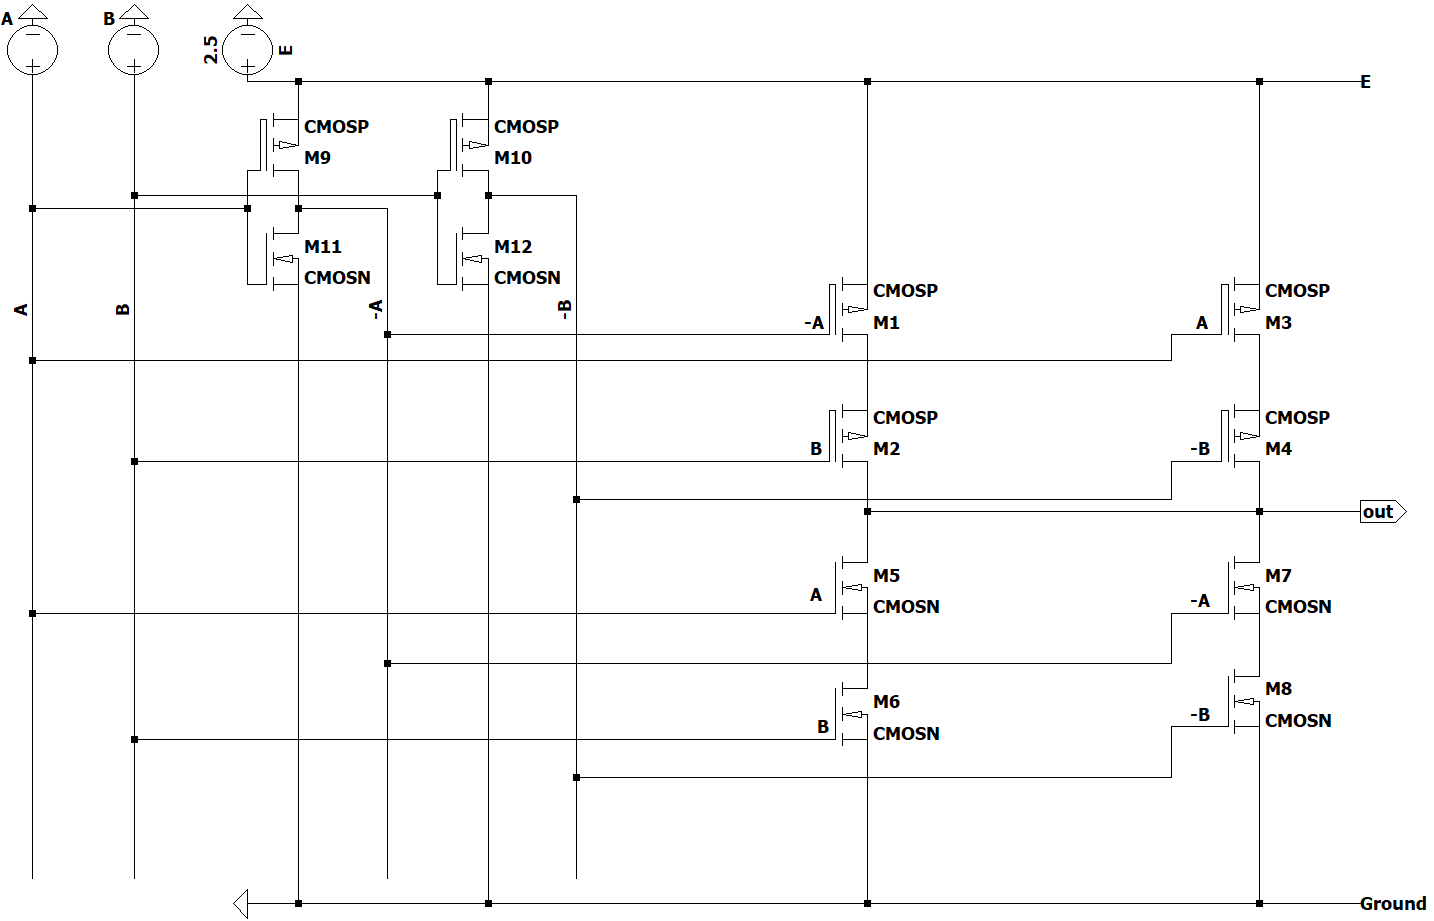 A
B
2.5
E
E
CMOSP
M9
CMOSP
M10
M11
CMOSN
M12
CMOSN
A
B
-A
-B
-A
CMOSP
M1
A
CMOSP
M3
B
CMOSP
M2
-B
CMOSP
M4
out
A
M5
CMOSN
-A
M7
CMOSN
B
M6
CMOSN
-B
M8
CMOSN
Ground